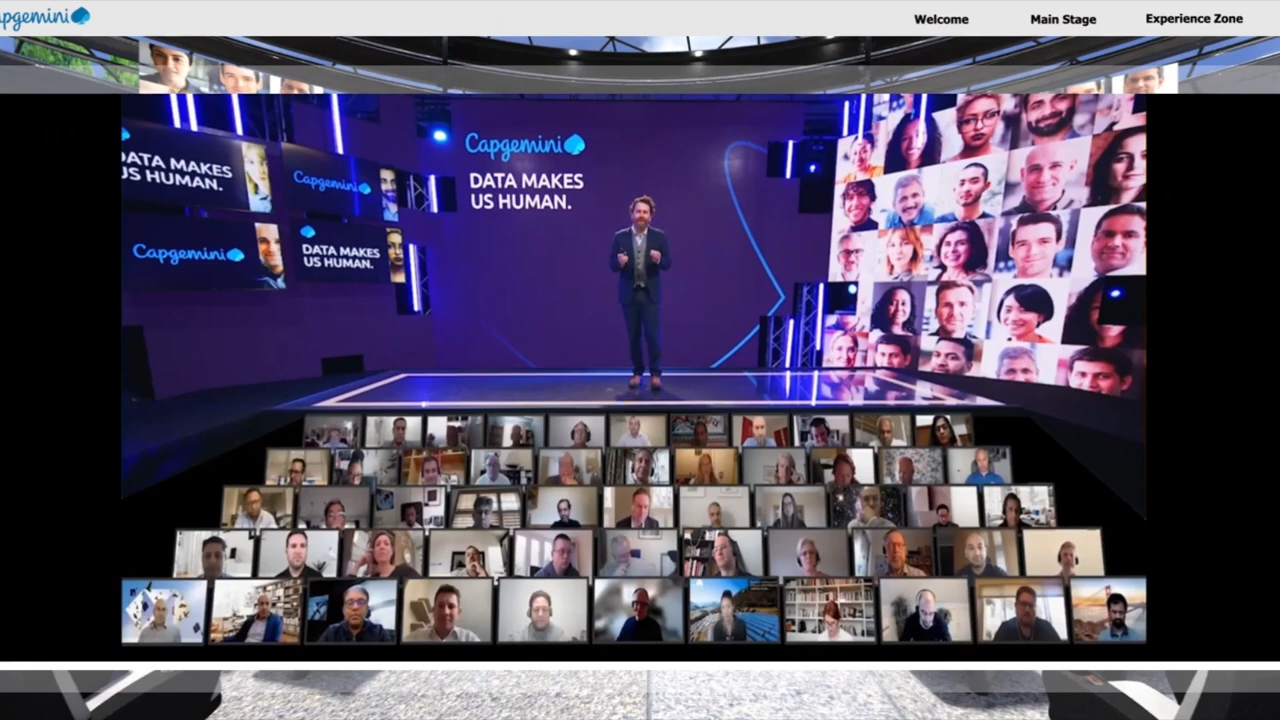 apgemini
Welcome
Main Stage
Experience Zone
DATA MAKES
US HUMAN.
Capgemini
Capgemini
DATA MAKES
US HUMAN.
Capgemini
DATA MAKES
US HUMAN.